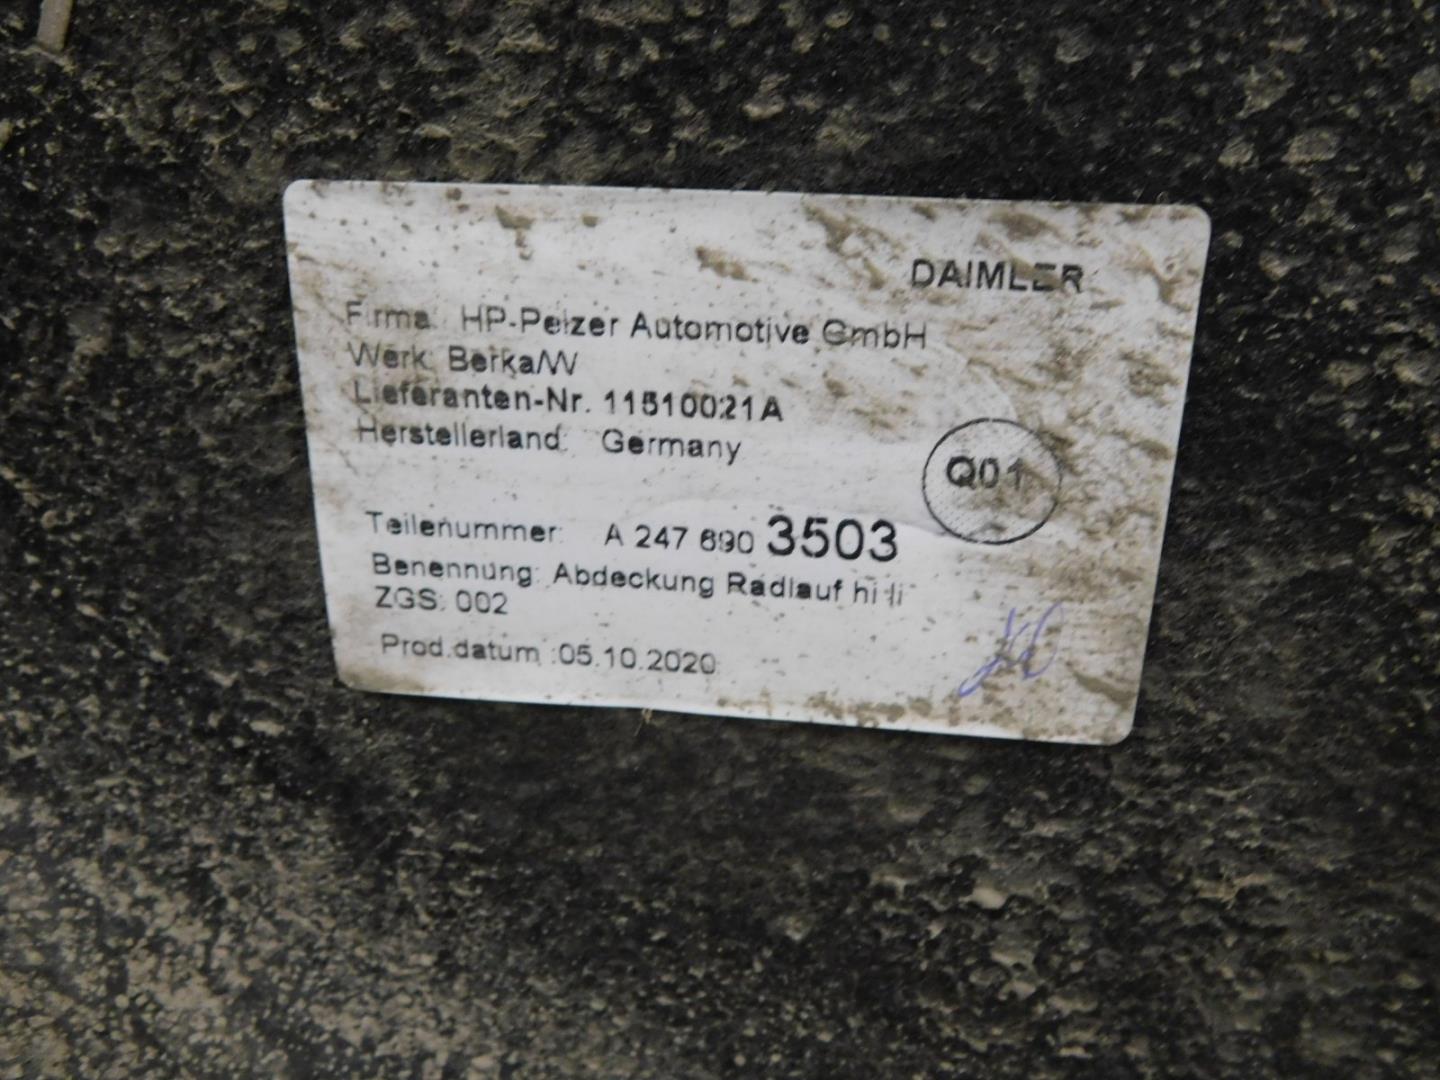 DAIMLER
Firma: HP-Pelzer Automotive GmbH
Werk: Berka/W
Lieferanten-Nr. 11510021A
Herstellerland: Germany
Q01
Teilenummer: A 247 690 3503
Benennung: Abdeckung Radlauf hi li
ZGS: 002
Prod.datum :05.10.2020